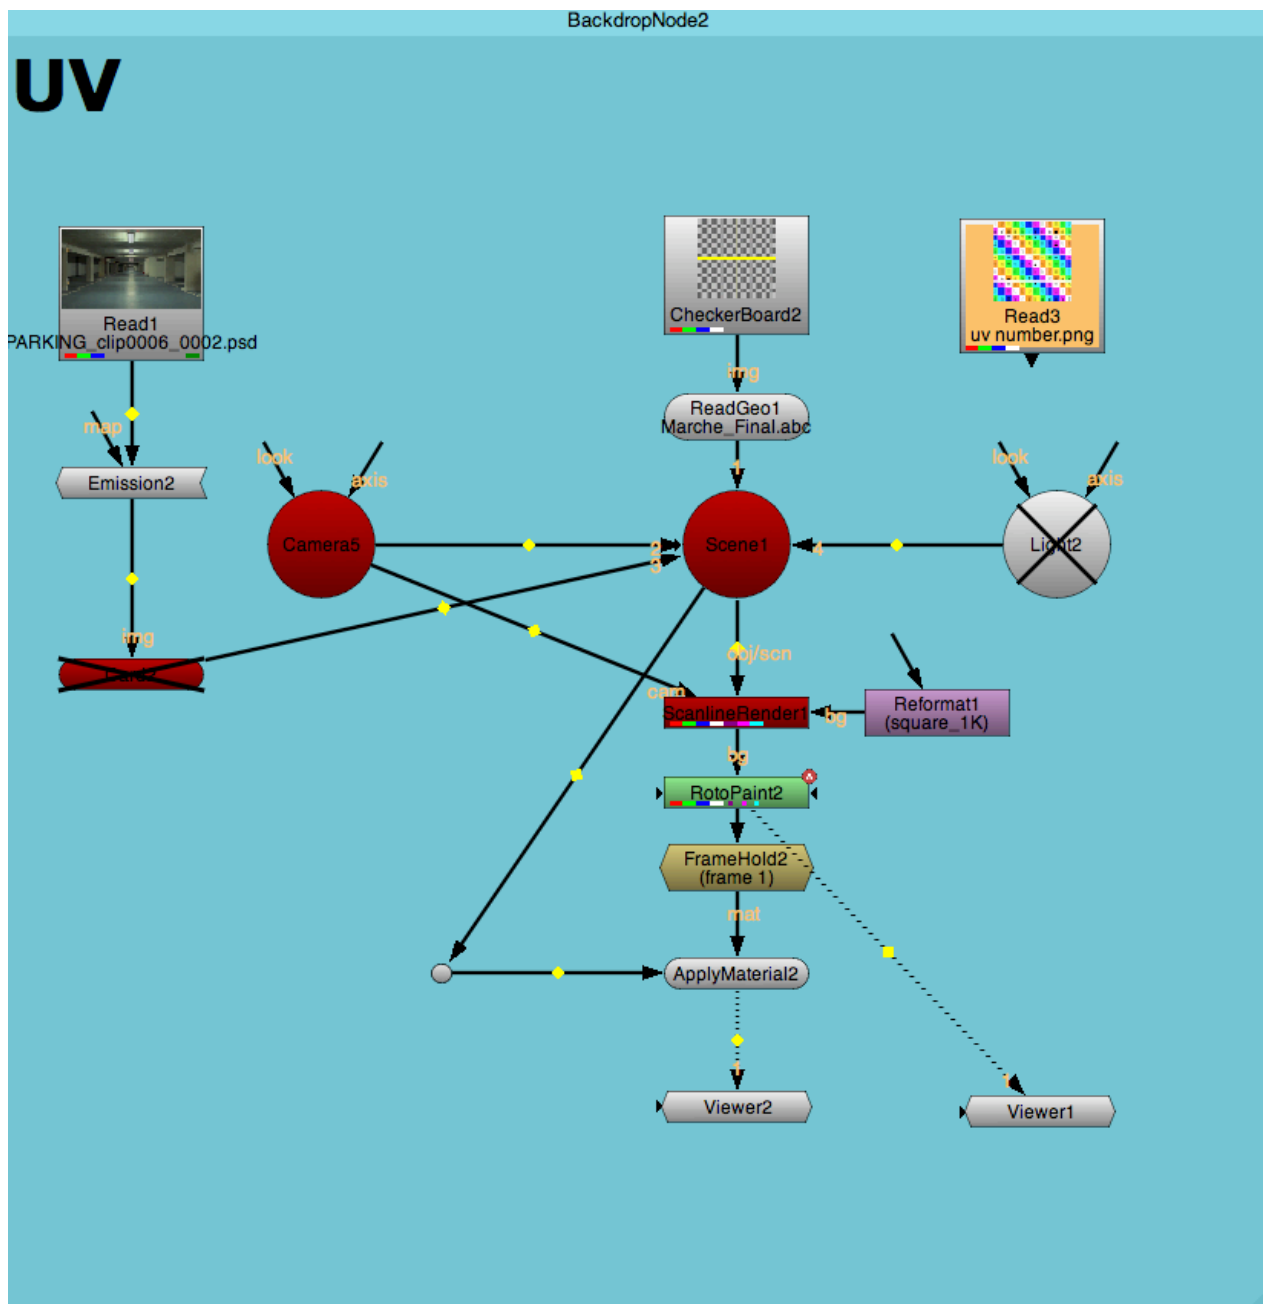 BackdropNode2
UV
Read1
PARKING_clip0006_0002.psd
CheckerBoard2
Read3
uv number.png
img
ReadGeo1
Marche_Final.abc
map
Emission2
look
axis
1
look
axis
Camera5
2
3
Scene1
4
Light2
img
Card2
obj/scn
cam
ScanlineRender1
bg
Reformat1
(square_1K)
bg
RotoPaint2
A
FrameHold2
(frame 1)
mat
ApplyMaterial2
1
1
Viewer2
Viewer1